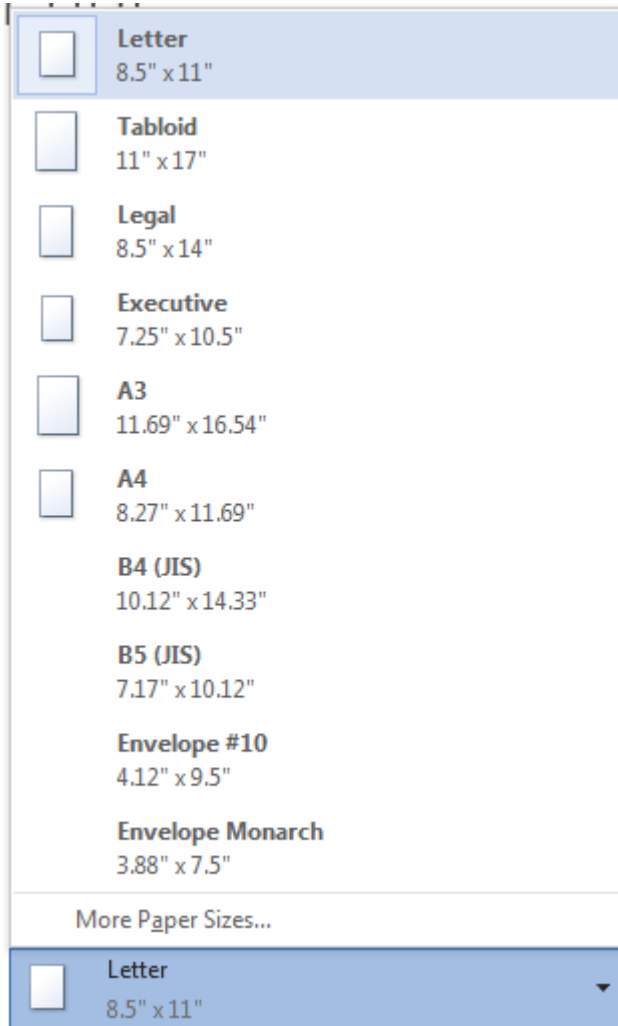 Letter
8.5" x 11"
Tabloid
11" x 17"
Legal
8.5" x 14"
Executive
7.25" x 10.5"
A3
11.69" x 16.54"
A4
8.27" x 11.69"
B4 (JIS)
10.12" x 14.33"
B5 (JIS)
7.17" x 10.12"
Envelope #10
4.12" x 9.5"
Envelope Monarch
3.88" x 7.5"
More Paper Sizes...
Letter
8.5" x 11"